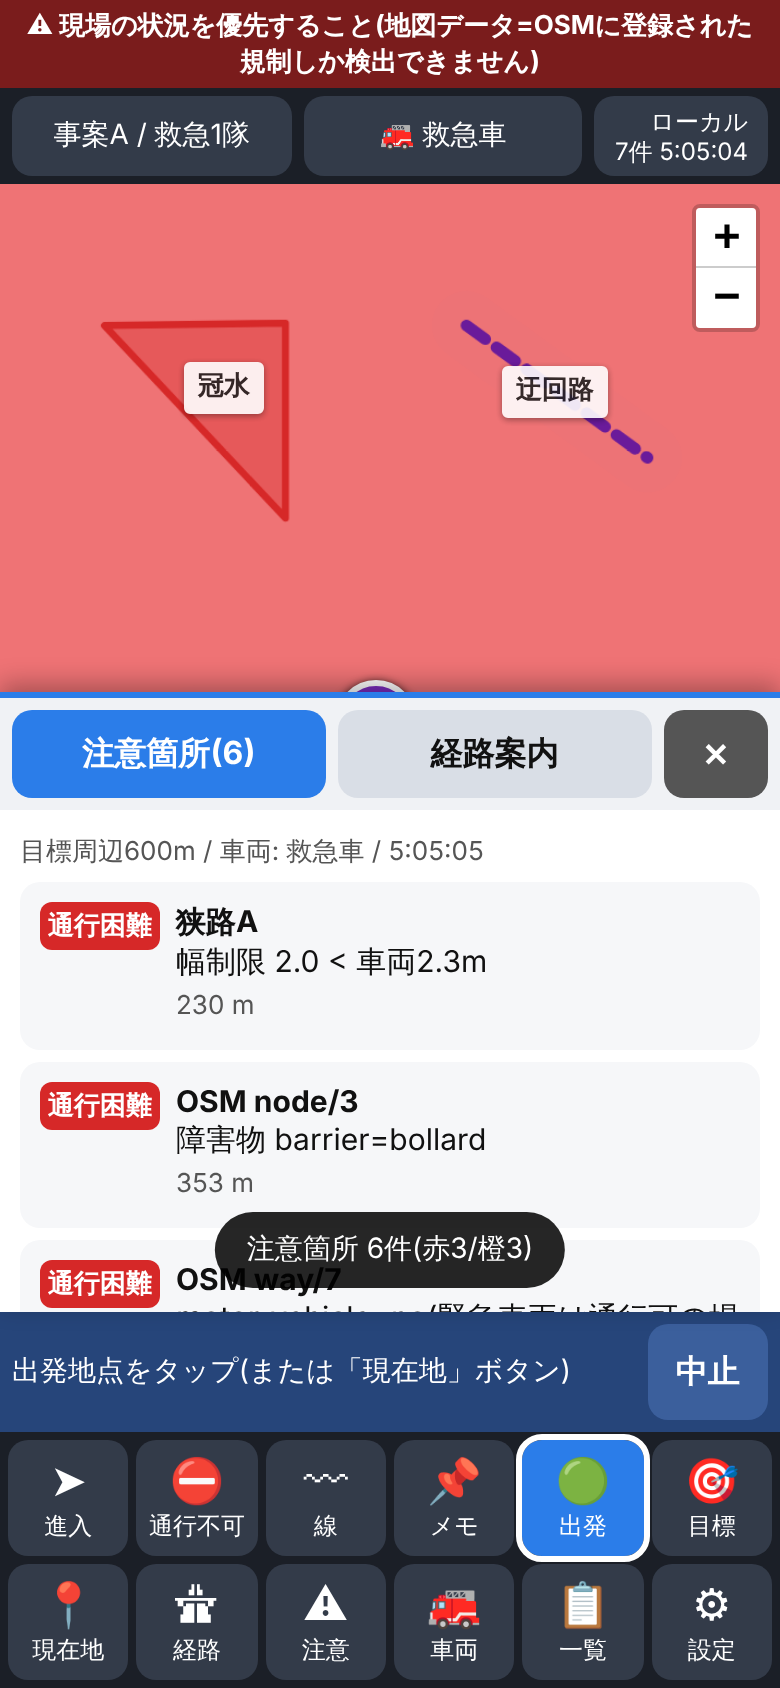 ⚠ 現場の状況を優先すること(地図データ=OSMに登録された
規制しか検出できません)
事案A / 救急1隊
🚒 救急車
ローカル
7件 5:05:04
+
−
冠水
迂回路
注意箇所(6)
経路案内
×
目標周辺600m / 車両: 救急車 / 5:05:05
通行困難
狭路A
幅制限 2.0 < 車両2.3m
230 m
通行困難
OSM node/3
障害物 barrier=bollard
353 m
注意箇所 6件(赤3/橙3)
通行困難
OSM way/7
出発地点をタップ(または「現在地」ボタン)
中止
進入
通行不可
線
メモ
出発
目標
現在地
経路
注意
車両
一覧
設定